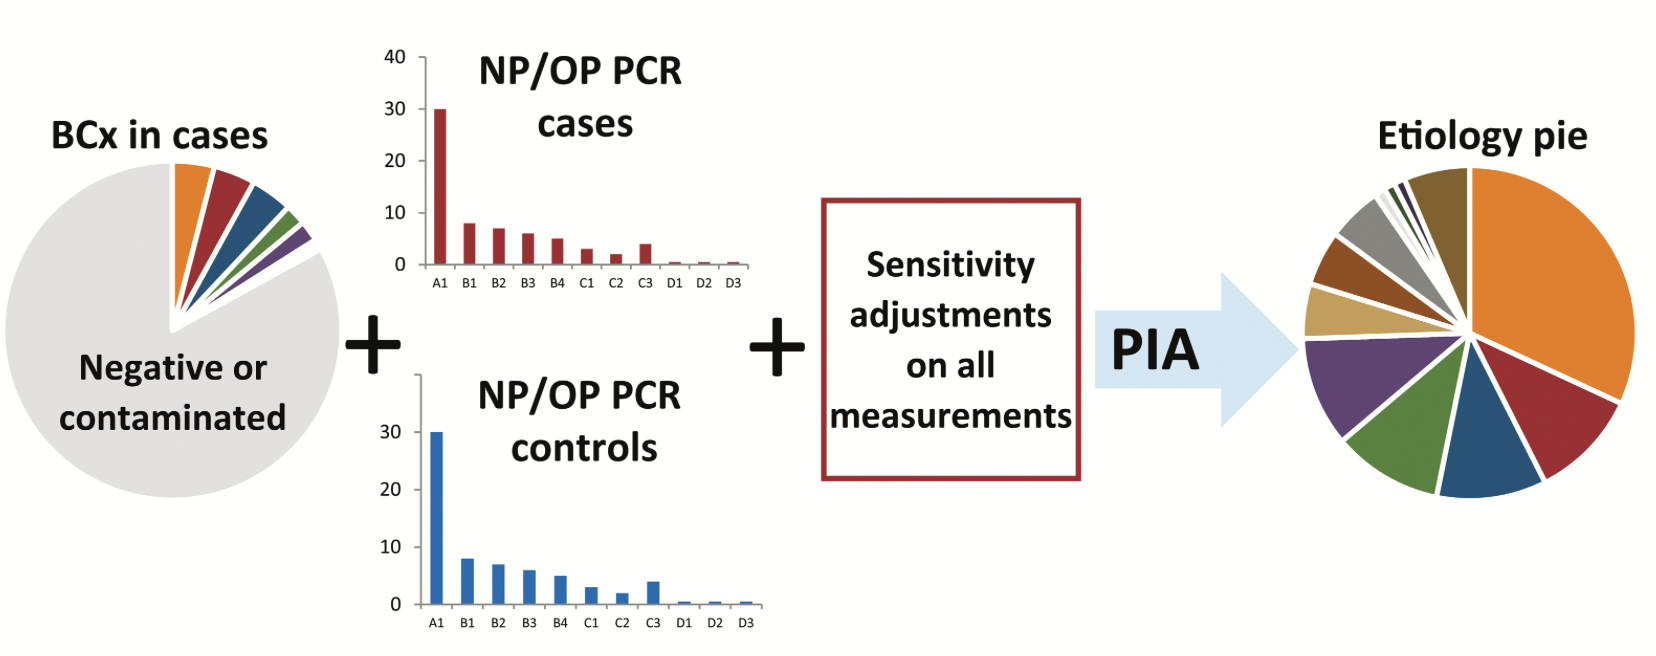 BCx in cases
Negative or
contaminated
+
NP/OP PCR
cases
40
30
20
10
0
A1 B1 B2 B3 B4 C1 C2 C3 D1 D2 D3
NP/OP PCR
controls
30
20
10
0
A1 B1 B2 B3 B4 C1 C2 C3 D1 D2 D3
+
Sensitivity
adjustments
on all
measurements
PIA
Etiology pie